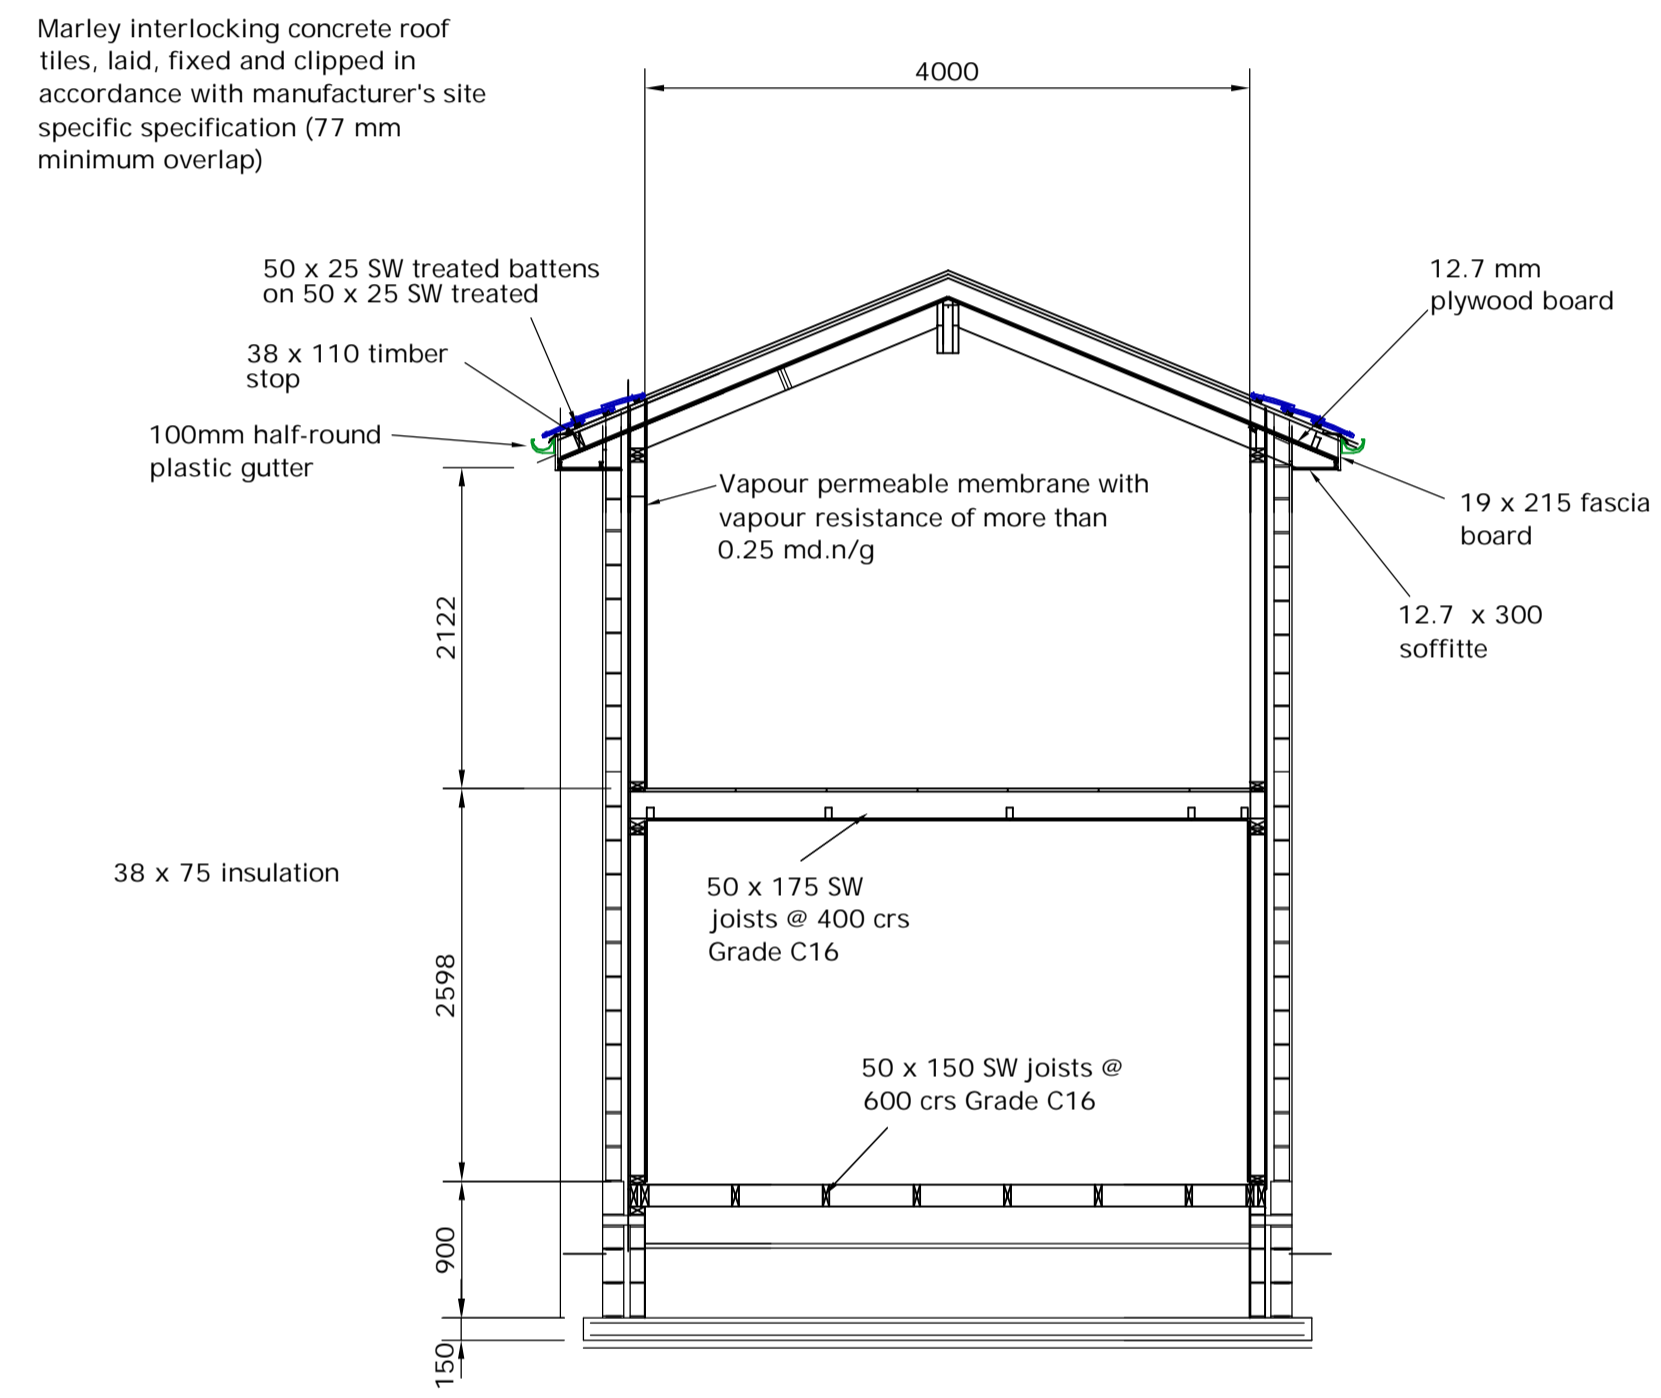 Marley interlocking concrete roof
tiles, laid, fixed and clipped in
accordance with manufacturer's site
specific specification (77 mm
minimum overlap)
4000
50 x 25 SW treated battens
on 50 x 25 SW treated
38 x 110 timber
stop
100mm half-round
plastic gutter
12.7 mm
plywood board
Vapour permeable membrane with
vapour resistance of more than
0.25 md.n/g
19 x 215 fascia
board
12.7 x 300
soffitte
2122
38 x 75 insulation
50 x 175 SW
joists @ 400 crs
Grade C16
2598
50 x 150 SW joists @
600 crs Grade C16
900
150